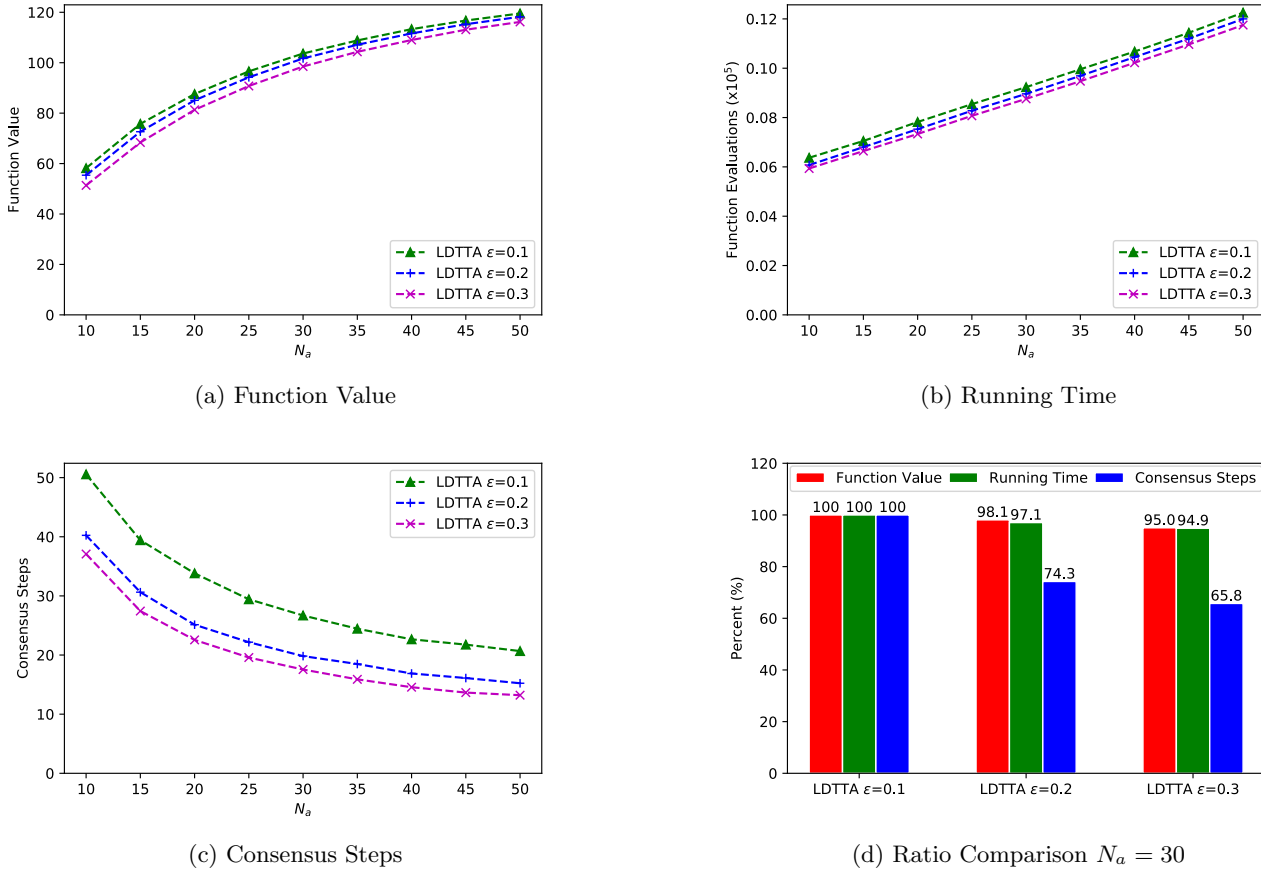 120
100
80
60
40
20
0
Function Value
LDTTA ε=0.1
LDTTA ε=0.2
LDTTA ε=0.3
10 15 20 25 30 35 40 45 50
Nₐ
(a) Function Value
0.12
0.10
0.08
0.06
0.04
0.02
0.00
Function Evaluations (x10⁵)
LDTTA ε=0.1
LDTTA ε=0.2
LDTTA ε=0.3
10 15 20 25 30 35 40 45 50
Nₐ
(b) Running Time
50
40
30
20
10
0
Consensus Steps
LDTTA ε=0.1
LDTTA ε=0.2
LDTTA ε=0.3
10 15 20 25 30 35 40 45 50
Nₐ
(c) Consensus Steps
120
100
80
60
40
20
0
Percent (%)
Function Value Running Time Consensus Steps
100 100 100
98.1 97.1 74.3
95.0 94.9 65.8
LDTTA ε=0.1 LDTTA ε=0.2 LDTTA ε=0.3
(d) Ratio Comparison Nₐ = 30